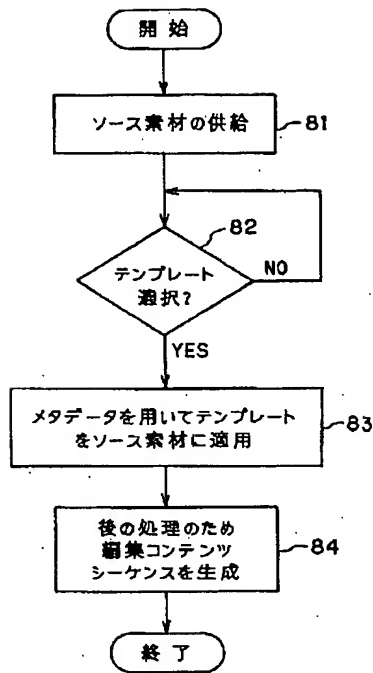 開始
ソース素材の供給
81
82
テンプレート
選択?
NO
YES
メタデータを用いてテンプレート
をソース素材に適用
83
後の処理のため
編集コンテンツ
シーケンスを生成
84
終了